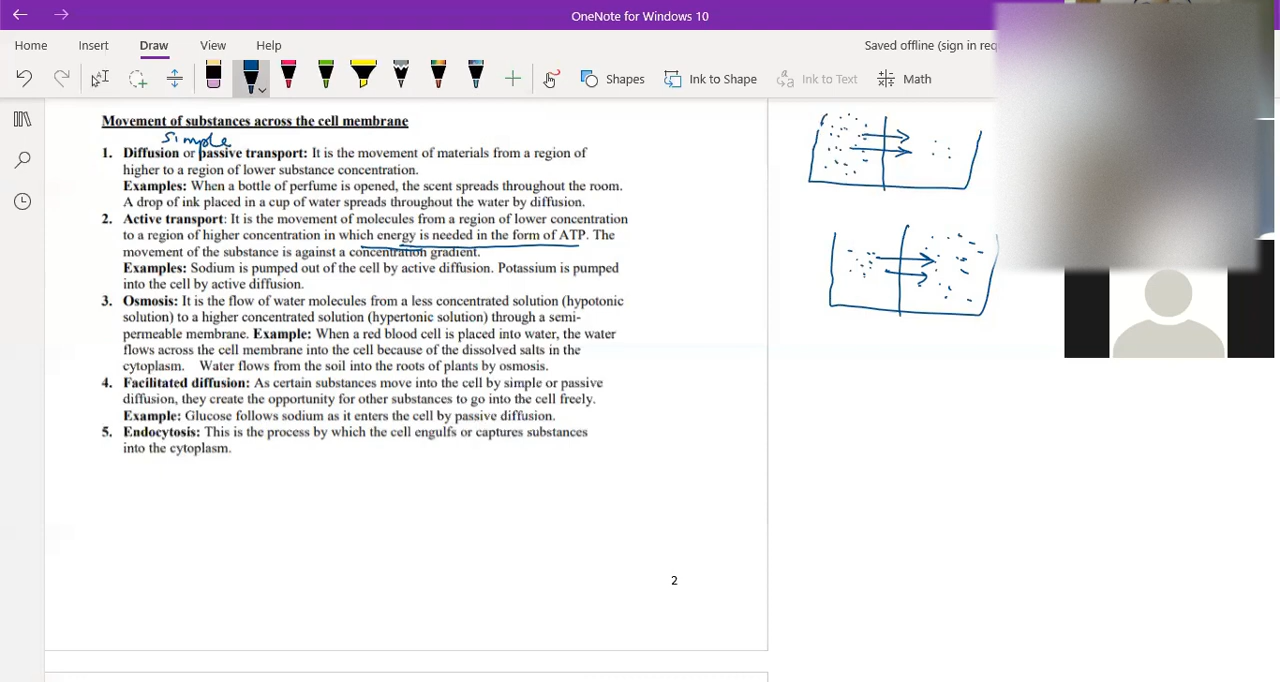 OneNote for Windows 10
Home Insert Draw View Help
Saved offline (sign in req
Shapes Ink to Shape Ink to Text Math
Movement of substances across the cell membrane
simple
1. Diffusion or passive transport: It is the movement of materials from a region of
higher to a region of lower substance concentration.
Examples: When a bottle of perfume is opened, the scent spreads throughout the room.
A drop of ink placed in a cup of water spreads throughout the water by diffusion.
2. Active transport: It is the movement of molecules from a region of lower concentration
to a region of higher concentration in which energy is needed in the form of ATP. The
movement of the substance is against a concentration gradient.
Examples: Sodium is pumped out of the cell by active diffusion. Potassium is pumped
into the cell by active diffusion.
3. Osmosis: It is the flow of water molecules from a less concentrated solution (hypotonic
solution) to a higher concentrated solution (hypertonic solution) through a semi-
permeable membrane. Example: When a red blood cell is placed into water, the water
flows across the cell membrane into the cell because of the dissolved salts in the
cytoplasm. Water flows from the soil into the roots of plants by osmosis.
4. Facilitated diffusion: As certain substances move into the cell by simple or passive
diffusion, they create the opportunity for other substances to go into the cell freely.
Example: Glucose follows sodium as it enters the cell by passive diffusion.
5. Endocytosis: This is the process by which the cell engulfs or captures substances
into the cytoplasm.
2